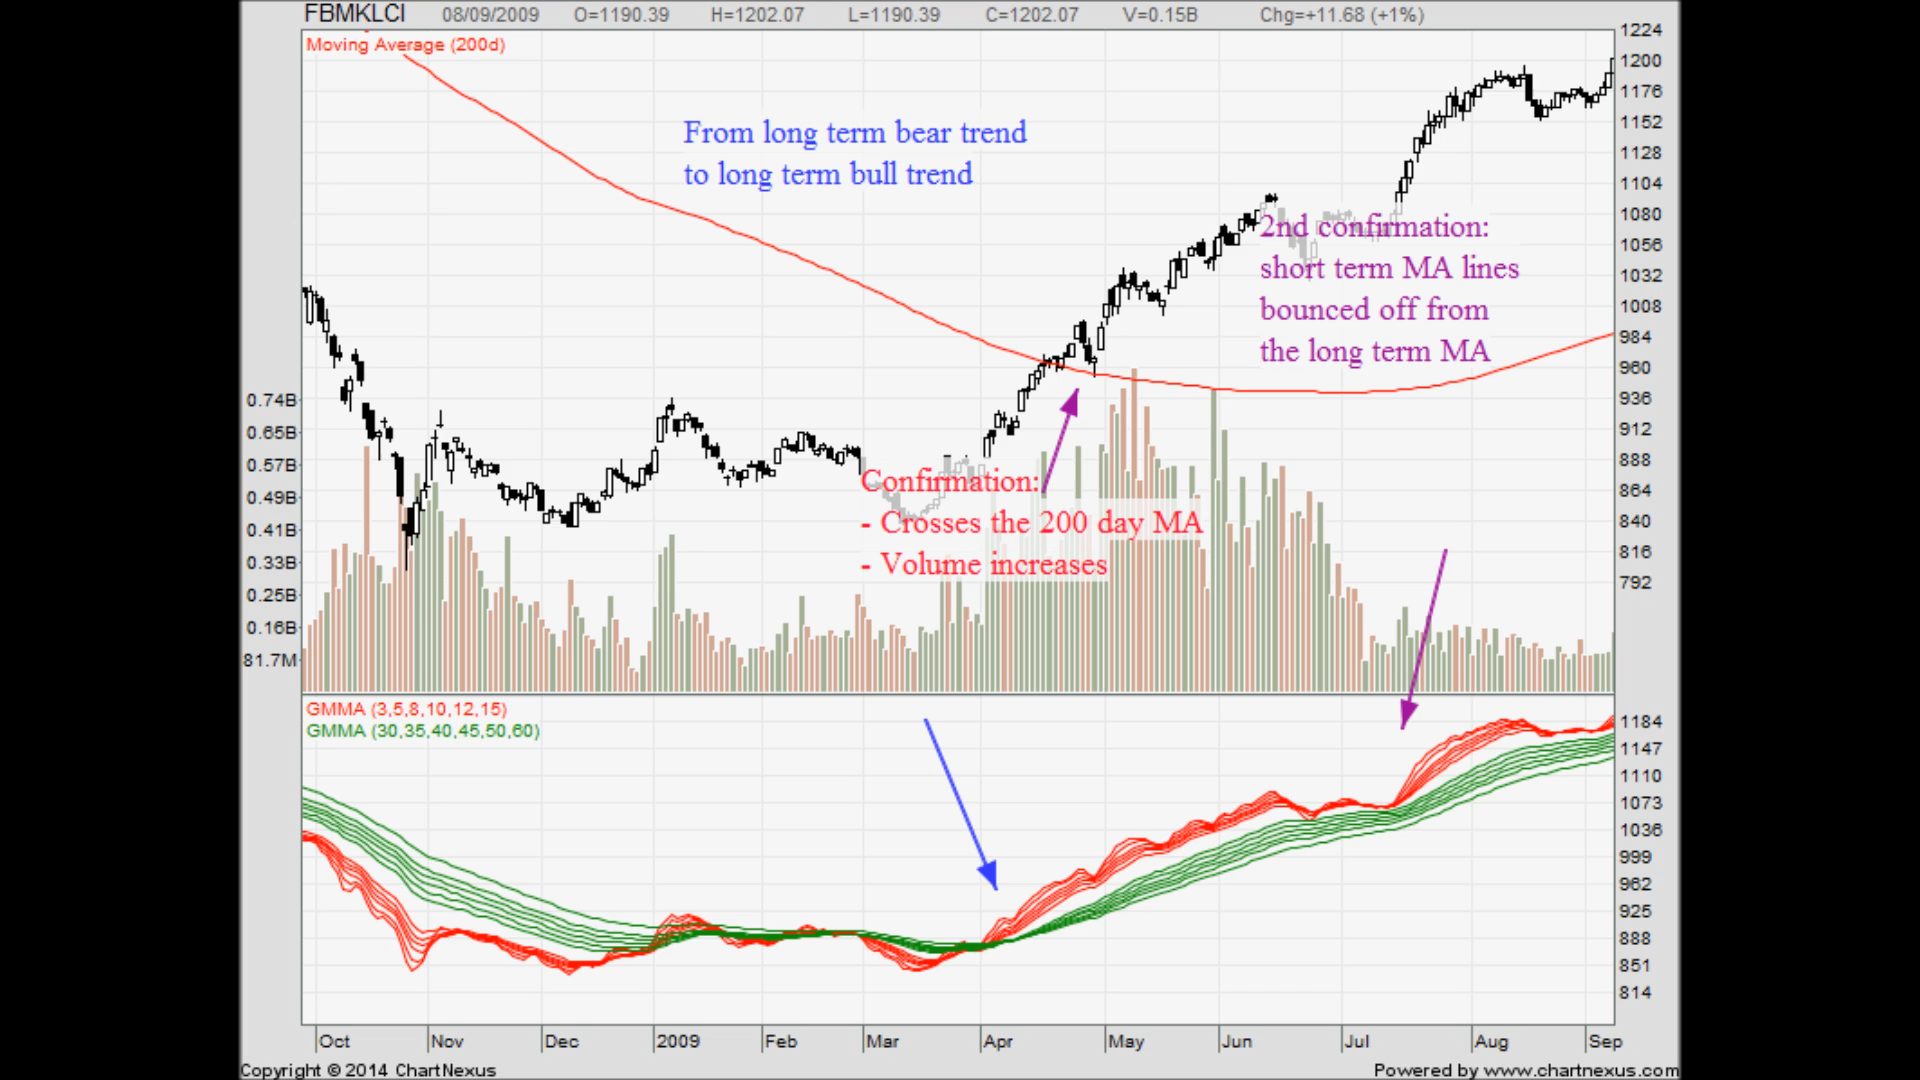 FBMKLCI 08/09/2009 O=1190.39 H=1202.07 L=1190.39 C=1202.07 V=0.15B Chg=+11.68 (+1%)
Moving Average (200d)
From long term bear trend
to long term bull trend
2nd confirmation:
short term MA lines
bounced off from
the long term MA
Confirmation:
- Crosses the 200 day MA
- Volume increases
1224
1200
1176
1152
1128
1104
1080
1056
1032
1008
984
960
936
912
888
864
840
816
792
0.74B
0.65B
0.57B
0.49B
0.41B
0.33B
0.25B
0.16B
81.7M
GMMA (3,5,8,10,12,15)
GMMA (30,35,40,45,50,60)
1184
1147
1110
1073
1036
999
962
925
888
851
814
Oct Nov Dec 2009 Feb Mar Apr May Jun Jul Aug Sep
Copyright © 2014 ChartNexus Powered by www.chartnexus.com